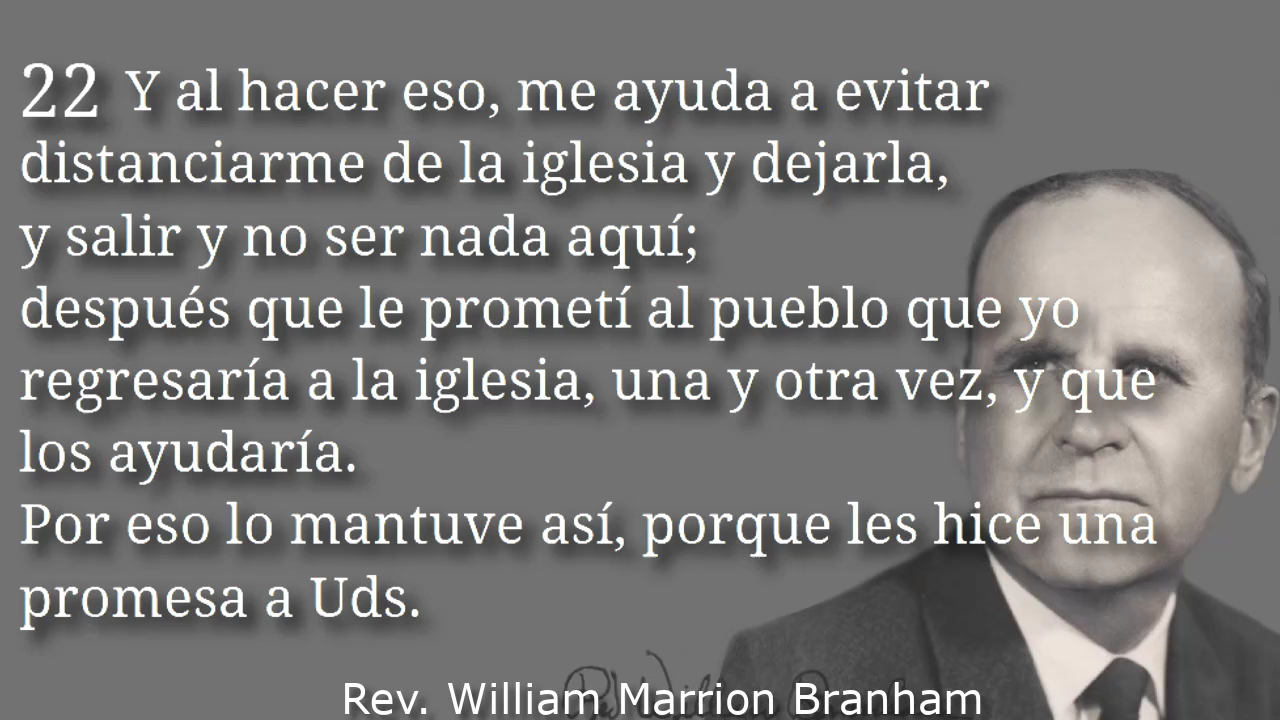 22 Y al hacer eso, me ayuda a evitar
distanciarme de la iglesia y dejarla,
y salir y no ser nada aquí;
después que le prometí al pueblo que yo
regresaría a la iglesia, una y otra vez, y que
los ayudaría.
Por eso lo mantuve así, porque les hice una
promesa a Uds.
Rev. William Marrion Branham